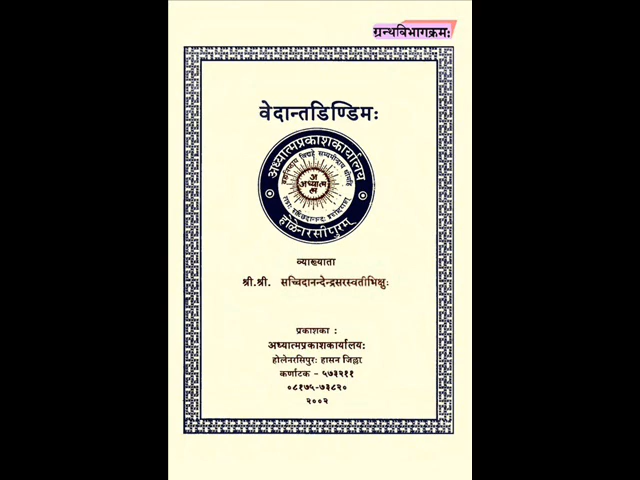 ग्रन्थविभागक्रमः
वेदान्तडिण्डिमः
अध्यात्मप्रकाशकार्यालय
अ
अध्यात्म
त्म
होळेनरसीपुरम्
व्याख्याता
श्री.श्री. सच्चिदानन्देन्द्रसरस्वतीभिक्षुः
प्रकाशका :
अध्यात्मप्रकाशकार्यालयः
होलेनरसिपुरः हासन जिल्ला
कर्णाटक - ५७३२११
०८१७५-७३८२०
२००२